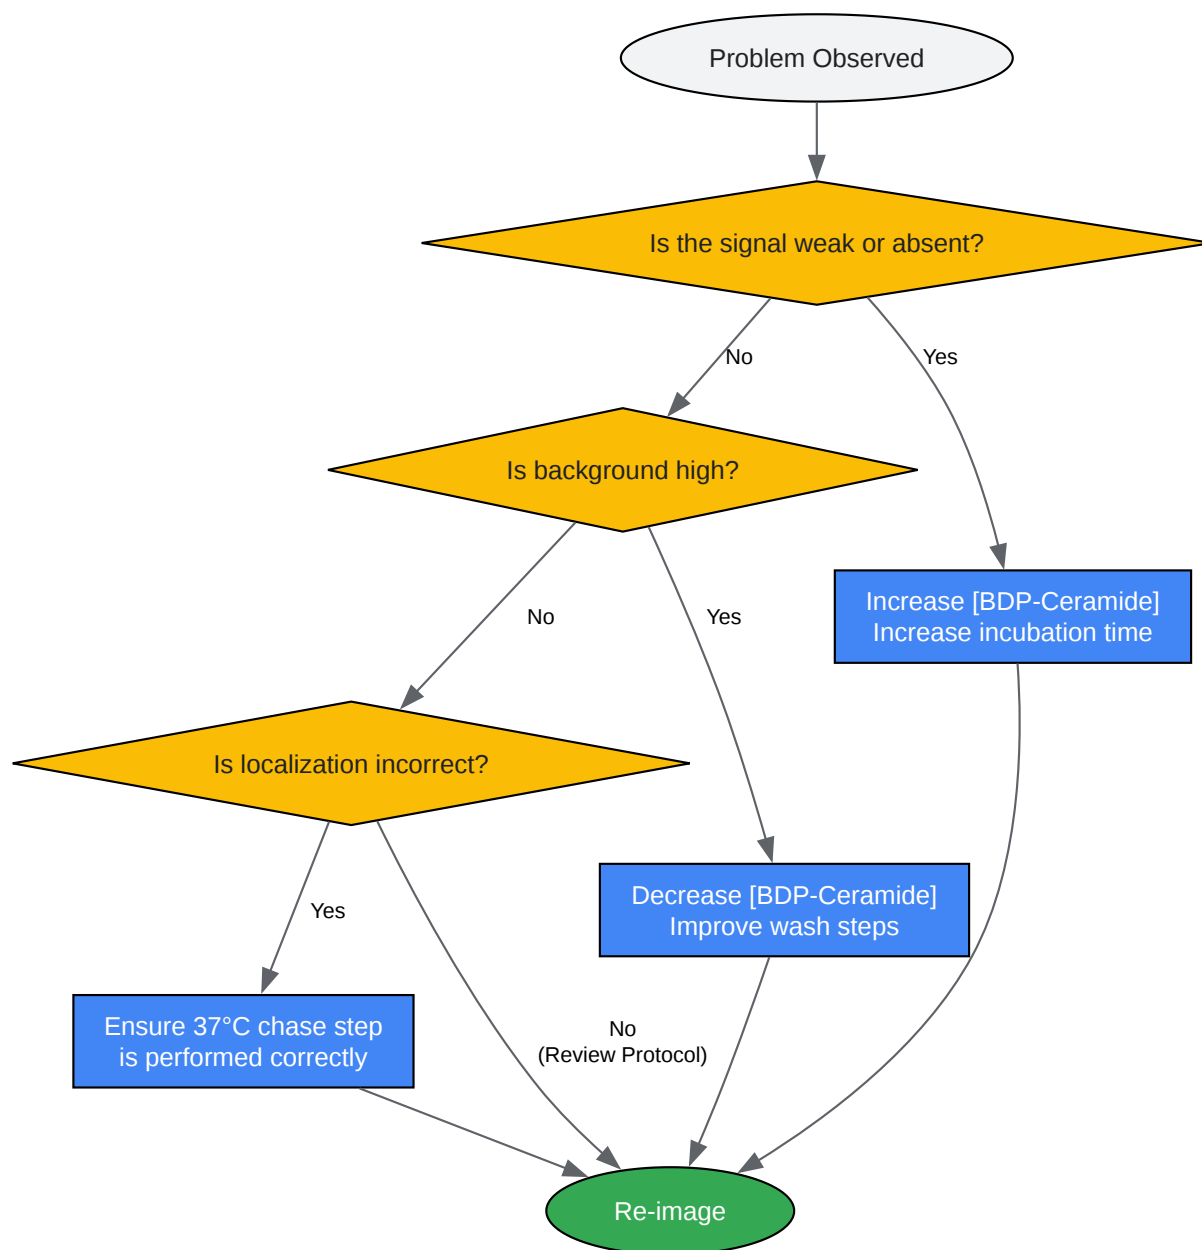 Problem Observed
Is the signal weak or absent?
No
Yes
Is background high?
No
Yes
Increase [BDP-Ceramide]
Increase incubation time
Is localization incorrect?
Yes
Decrease [BDP-Ceramide]
Improve wash steps
Ensure 37°C chase step
is performed correctly
No
(Review Protocol)
Re-image